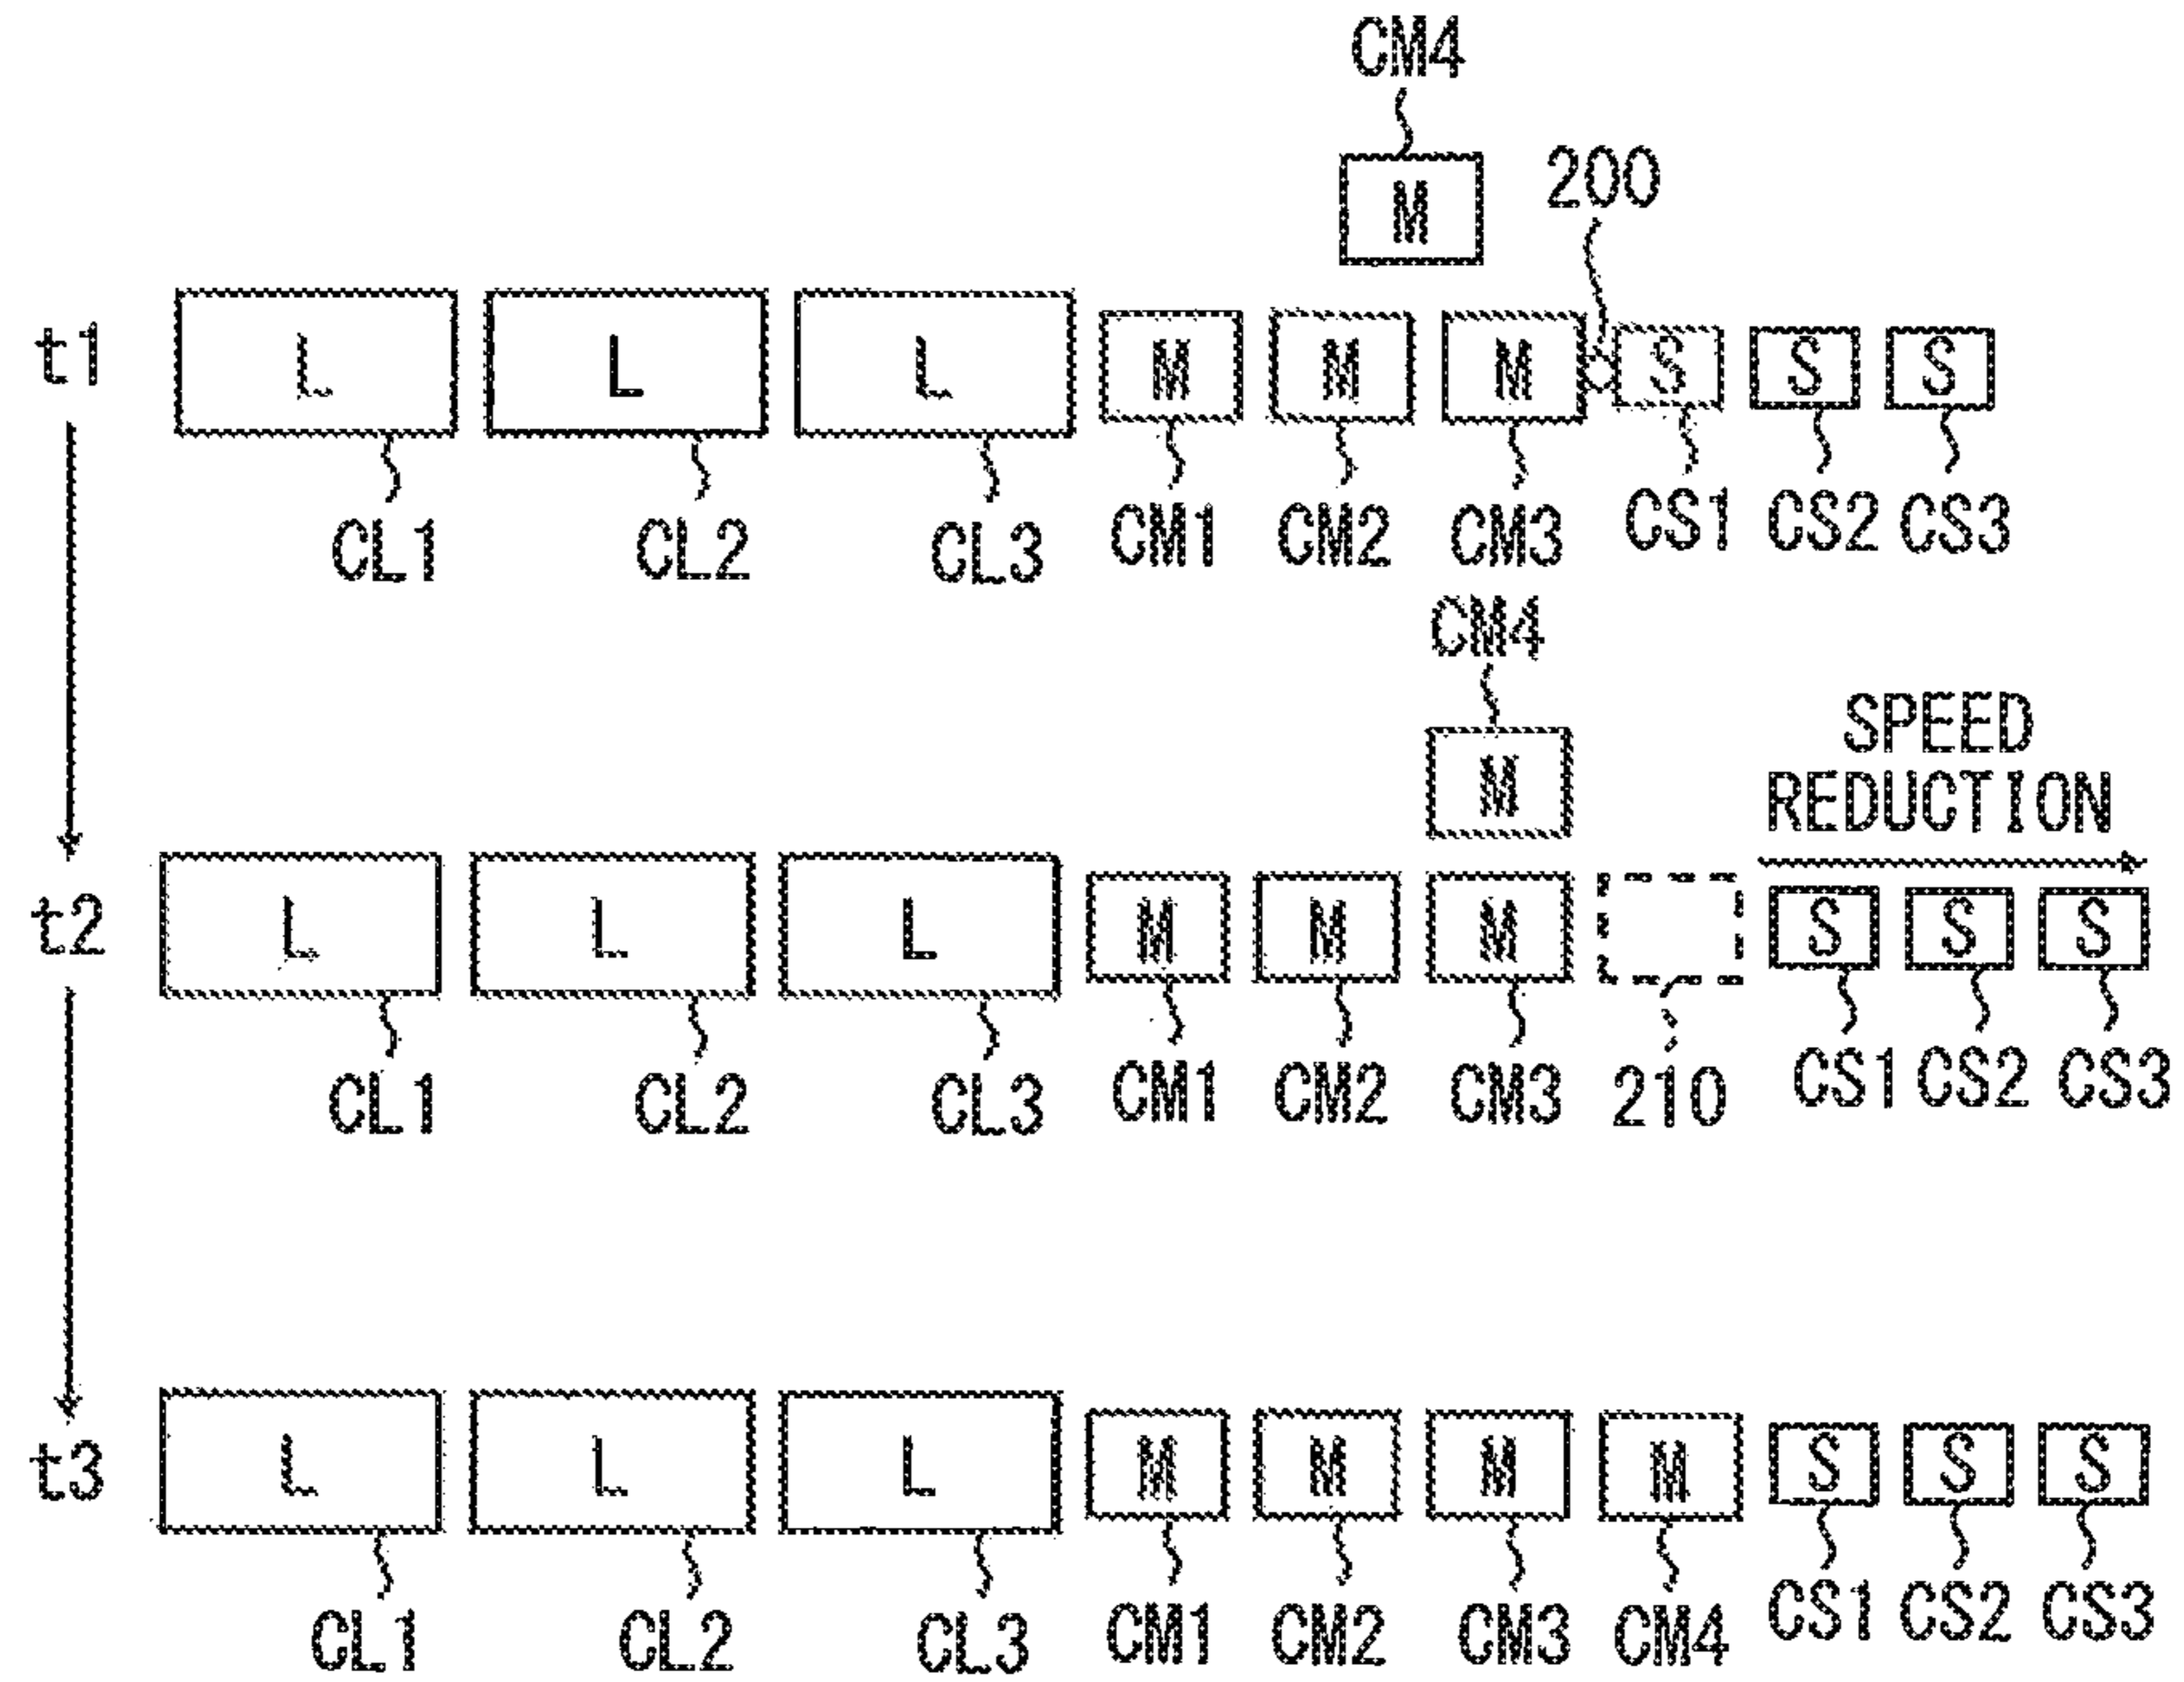 CM4
M
200
t1
L L L M M M S S S
CL1 CL2 CL3 CM1 CM2 CM3 CS1 CS2 CS3
CM4
M
SPEED
REDUCTION
t2
L L L M M M S S S
CL1 CL2 CL3 CM1 CM2 CM3 210 CS1 CS2 CS3
t3
L L L M M M M S S S
CL1 CL2 CL3 CM1 CM2 CM3 CM4 CS1 CS2 CS3